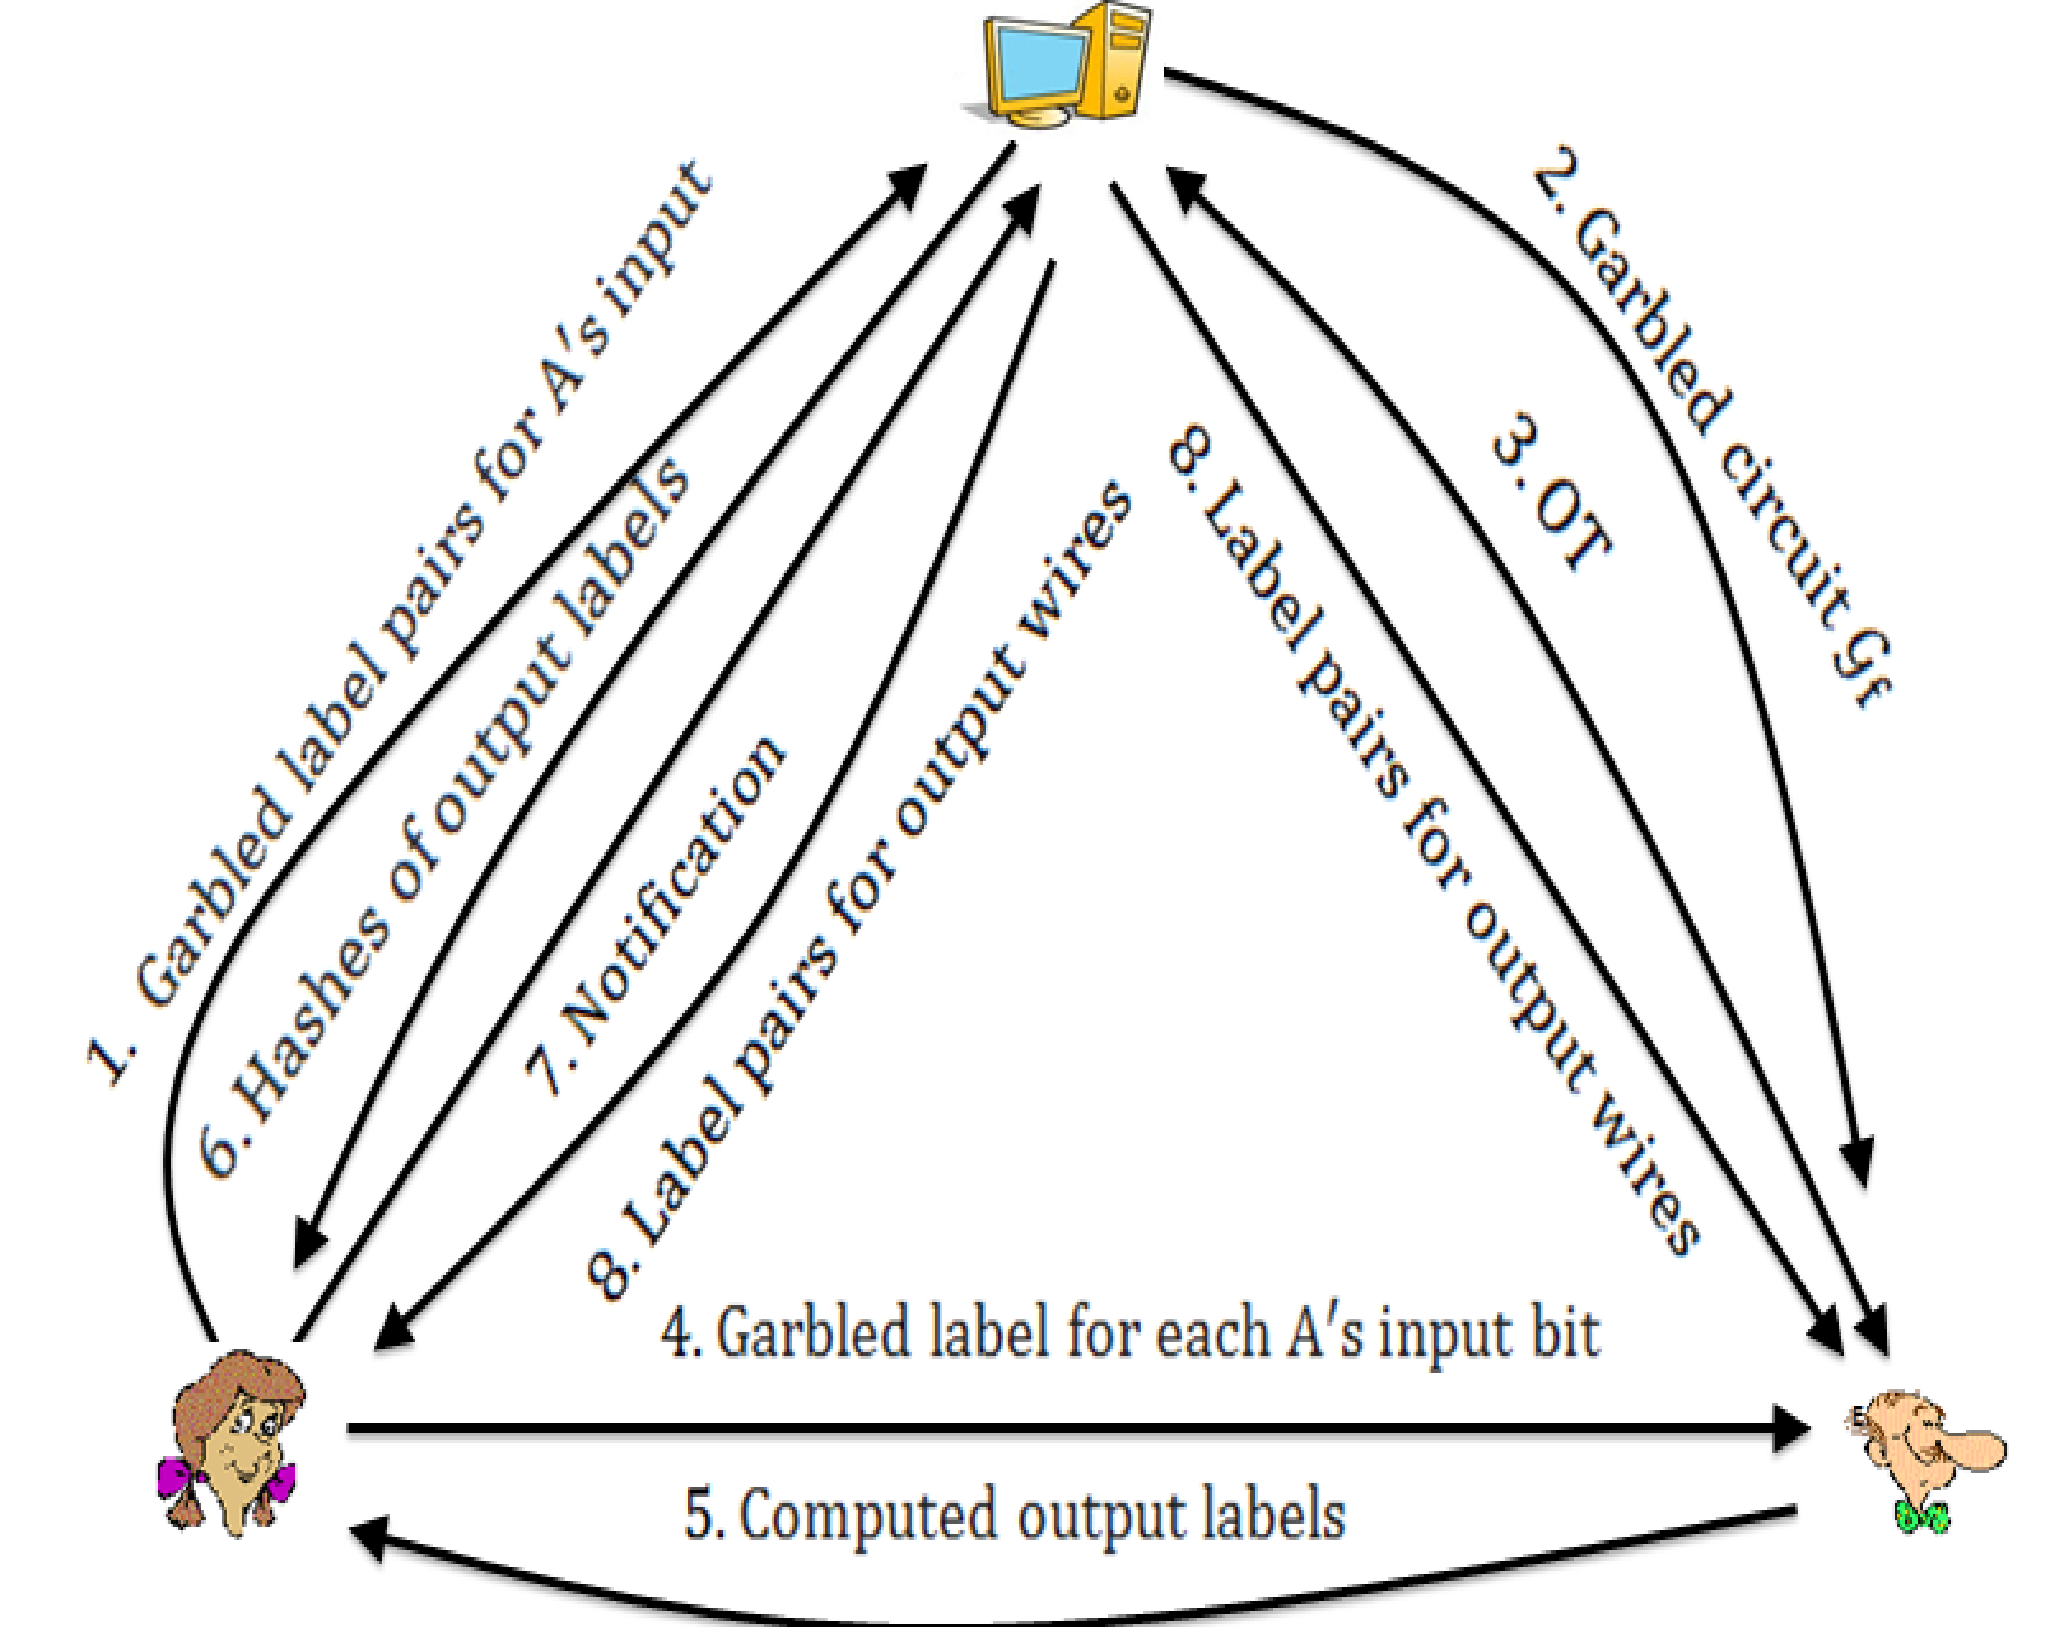 1. Garbled label pairs for A's input
2. Garbled circuit Gf
3. OT
6. Hashes of output labels
7. Notification
8. Label pairs for output wires
8. Label pairs for output wires
4. Garbled label for each A's input bit
5. Computed output labels